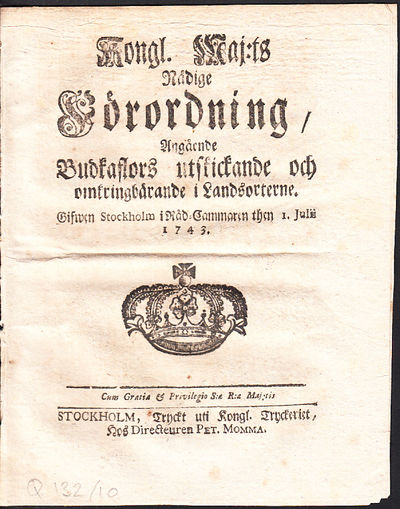 Kongl. Maj:ts
Nådige
Förordning /
Angående
Budkaflors utskickande och
omkringbärande i Landsorterne.
Gifwen Stockholm i Råd-Cammaren then 1. Julii
1743.
Cum Gratia & Privilegio S:æ R:æ Maj:tis
STOCKHOLM, Tryckt uti Kongl. Tryckeriet,
Hos Directeuren PET. MOMMA.
Q 132/10